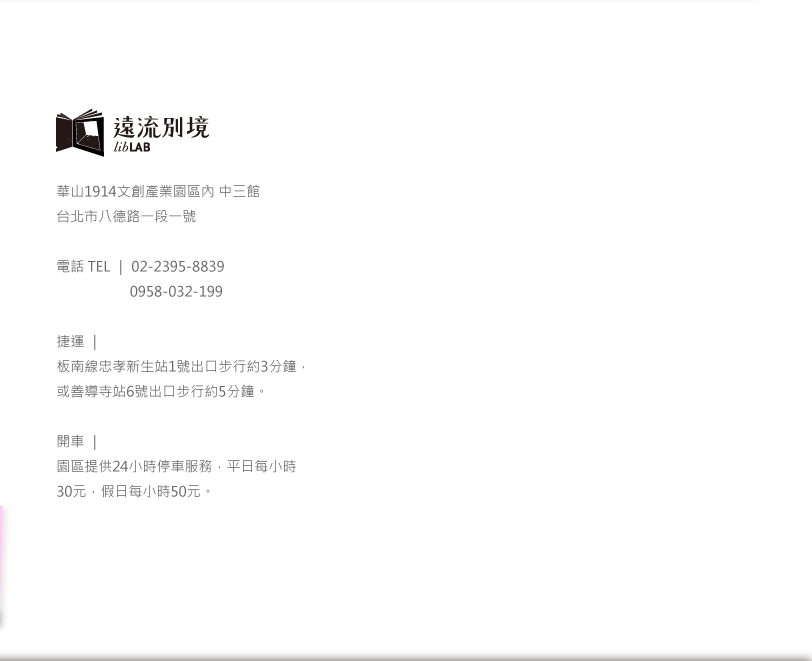 遠流別境
libLAB
華山1914文創產業園區內 中三館
台北市八德路一段一號
電話 TEL | 02-2395-8839
0958-032-199
捷運 |
板南線忠孝新生站1號出口步行約3分鐘，
或善導寺站6號出口步行約5分鐘。
開車 |
園區提供24小時停車服務，平日每小時
30元，假日每小時50元。